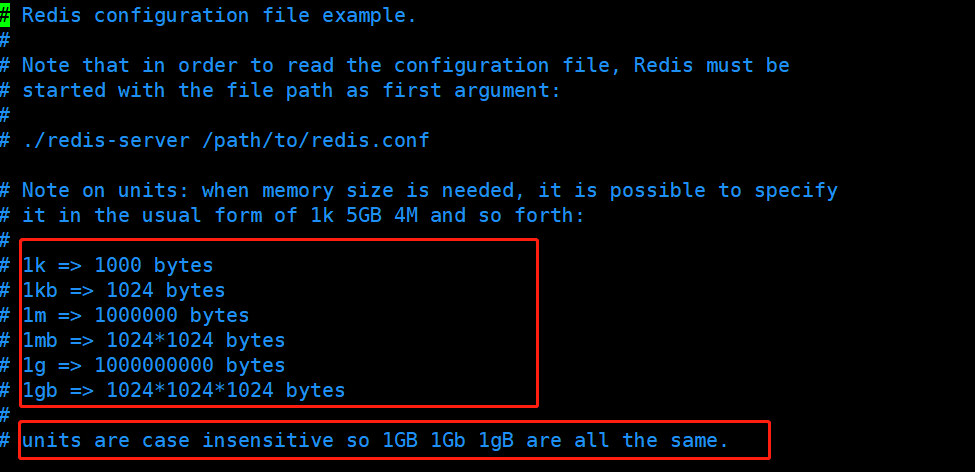 # Redis configuration file example.
#
# Note that in order to read the configuration file, Redis must be
# started with the file path as first argument:
#
# ./redis-server /path/to/redis.conf
# Note on units: when memory size is needed, it is possible to specify
# it in the usual form of 1k 5GB 4M and so forth:
#
# 1k => 1000 bytes
# 1kb => 1024 bytes
# 1m => 1000000 bytes
# 1mb => 1024*1024 bytes
# 1g => 1000000000 bytes
# 1gb => 1024*1024*1024 bytes
#
# units are case insensitive so 1GB 1Gb 1gB are all the same.